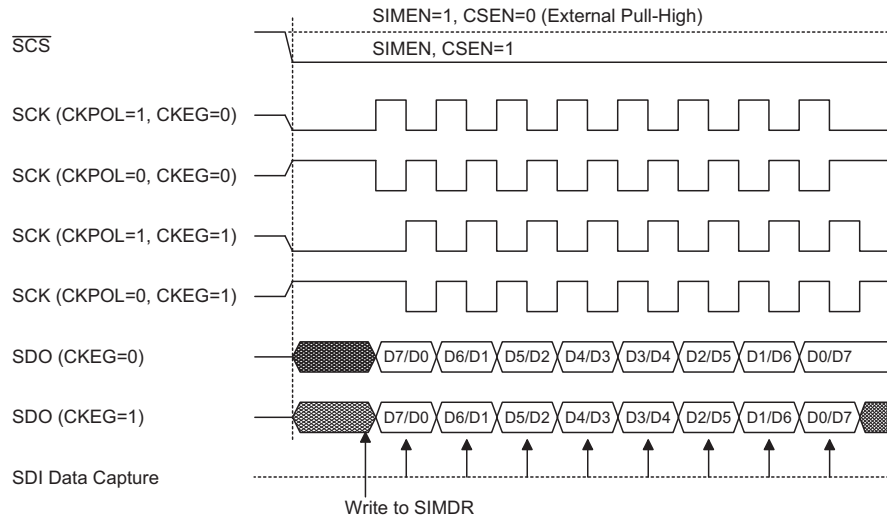 SIMEN=1, CSEN=0 (External Pull-High)
SCS
SIMEN, CSEN=1
SCK (CKPOL=1, CKEG=0)
SCK (CKPOL=0, CKEG=0)
SCK (CKPOL=1, CKEG=1)
SCK (CKPOL=0, CKEG=1)
SDO (CKEG=0) D7/D0 D6/D1 D5/D2 D4/D3 D3/D4 D2/D5 D1/D6 D0/D7
SDO (CKEG=1) D7/D0 D6/D1 D5/D2 D4/D3 D3/D4 D2/D5 D1/D6 D0/D7
SDI Data Capture
Write to SIMDR